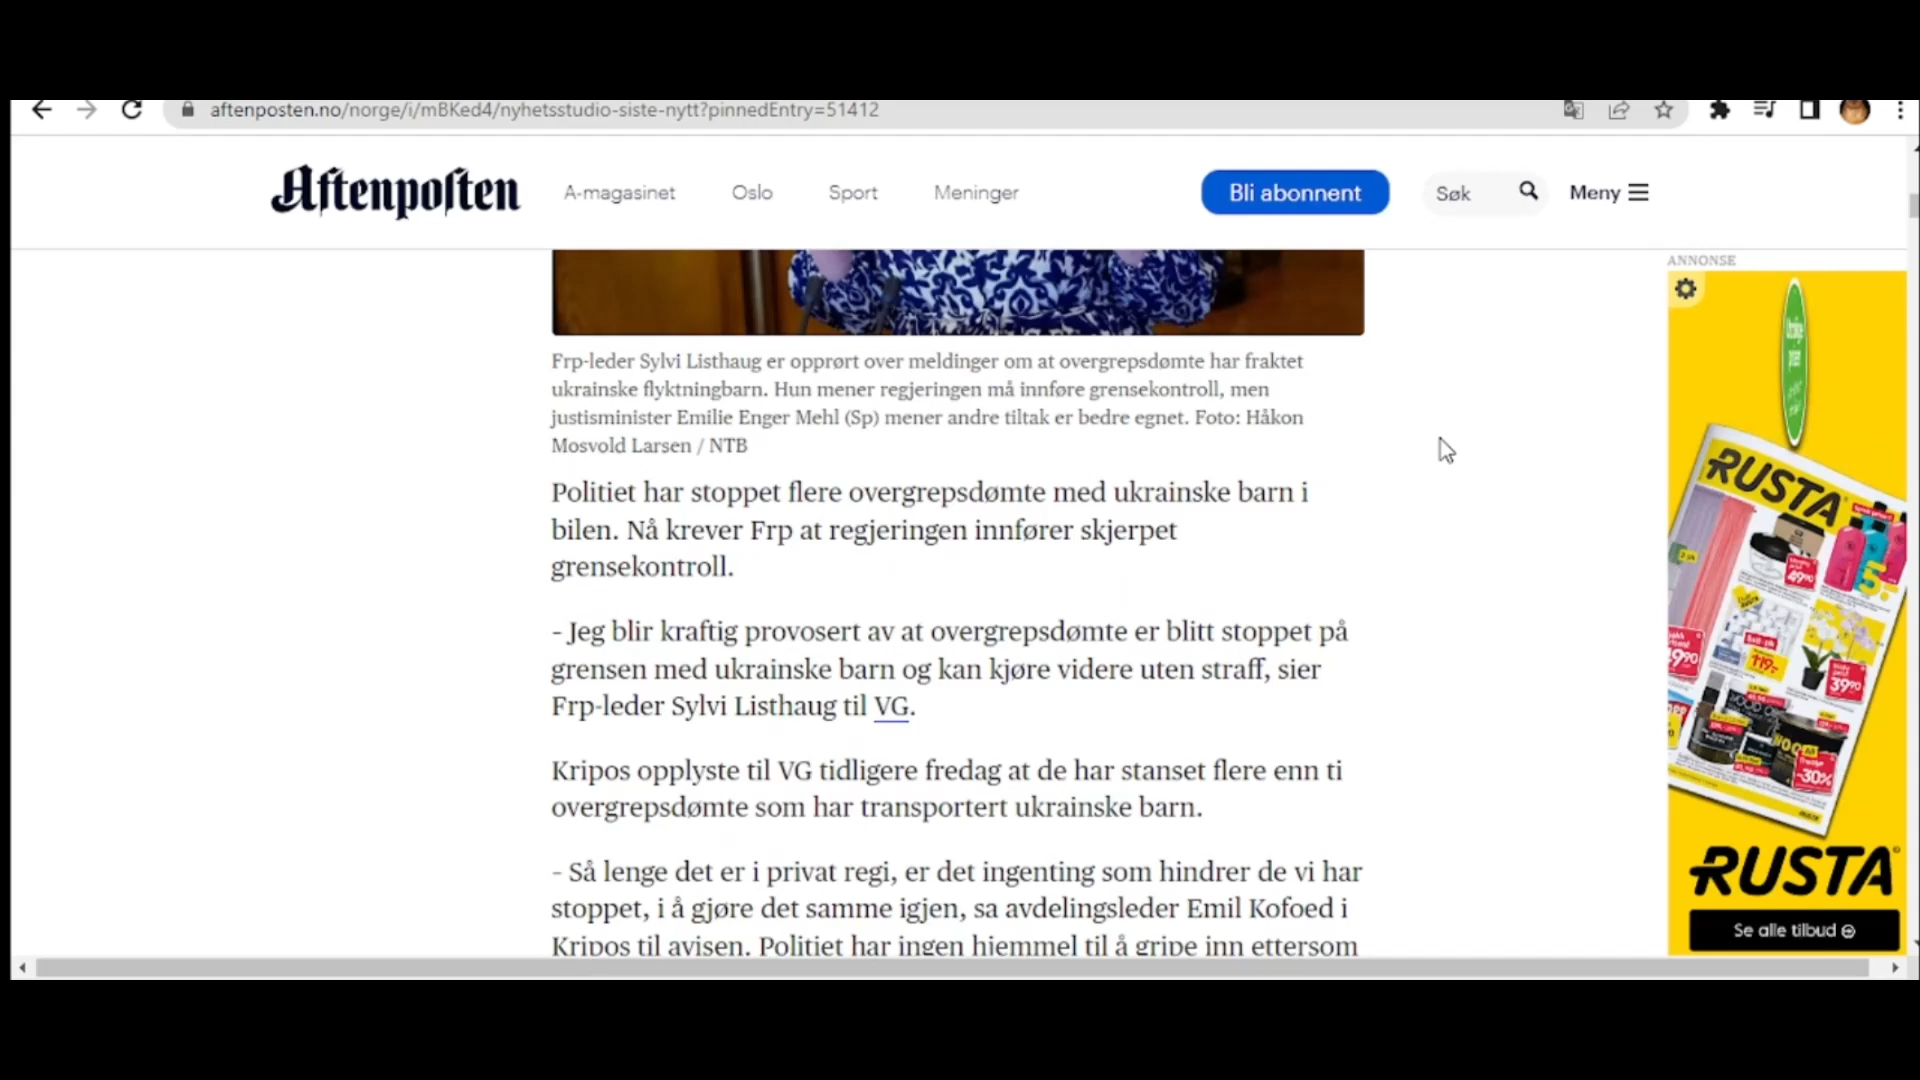 aftenposten.no/norge/i/mBKed4/nyhetsstudio-siste-nytt?pinnedEntry=51412
Aftenposten A-magasinet Oslo Sport Meninger Bli abonnent Søk Meny
ANNONSE
Frp-leder Sylvi Listhaug er opprørt over meldinger om at overgrepsdømte har fraktet
ukrainske flyktningbarn. Hun mener regjeringen må innføre grensekontroll, men
justisminister Emilie Enger Mehl (Sp) mener andre tiltak er bedre egnet. Foto: Håkon
Mosvold Larsen / NTB
Politiet har stoppet flere overgrepsdømte med ukrainske barn i
bilen. Nå krever Frp at regjeringen innfører skjerpet
grensekontroll.
- Jeg blir kraftig provosert av at overgrepsdømte er blitt stoppet på
grensen med ukrainske barn og kan kjøre videre uten straff, sier
Frp-leder Sylvi Listhaug til VG.
Kripos opplyste til VG tidligere fredag at de har stanset flere enn ti
overgrepsdømte som har transportert ukrainske barn.
- Så lenge det er i privat regi, er det ingenting som hindrer de vi har
stoppet, i å gjøre det samme igjen, sa avdelingsleder Emil Kofoed i
Kripos til avisen. Politiet har ingen hjemmel til å gripe inn ettersom
RUSTA
4990
5.-
119.-
3990
-30%
RUSTA
Se alle tilbud